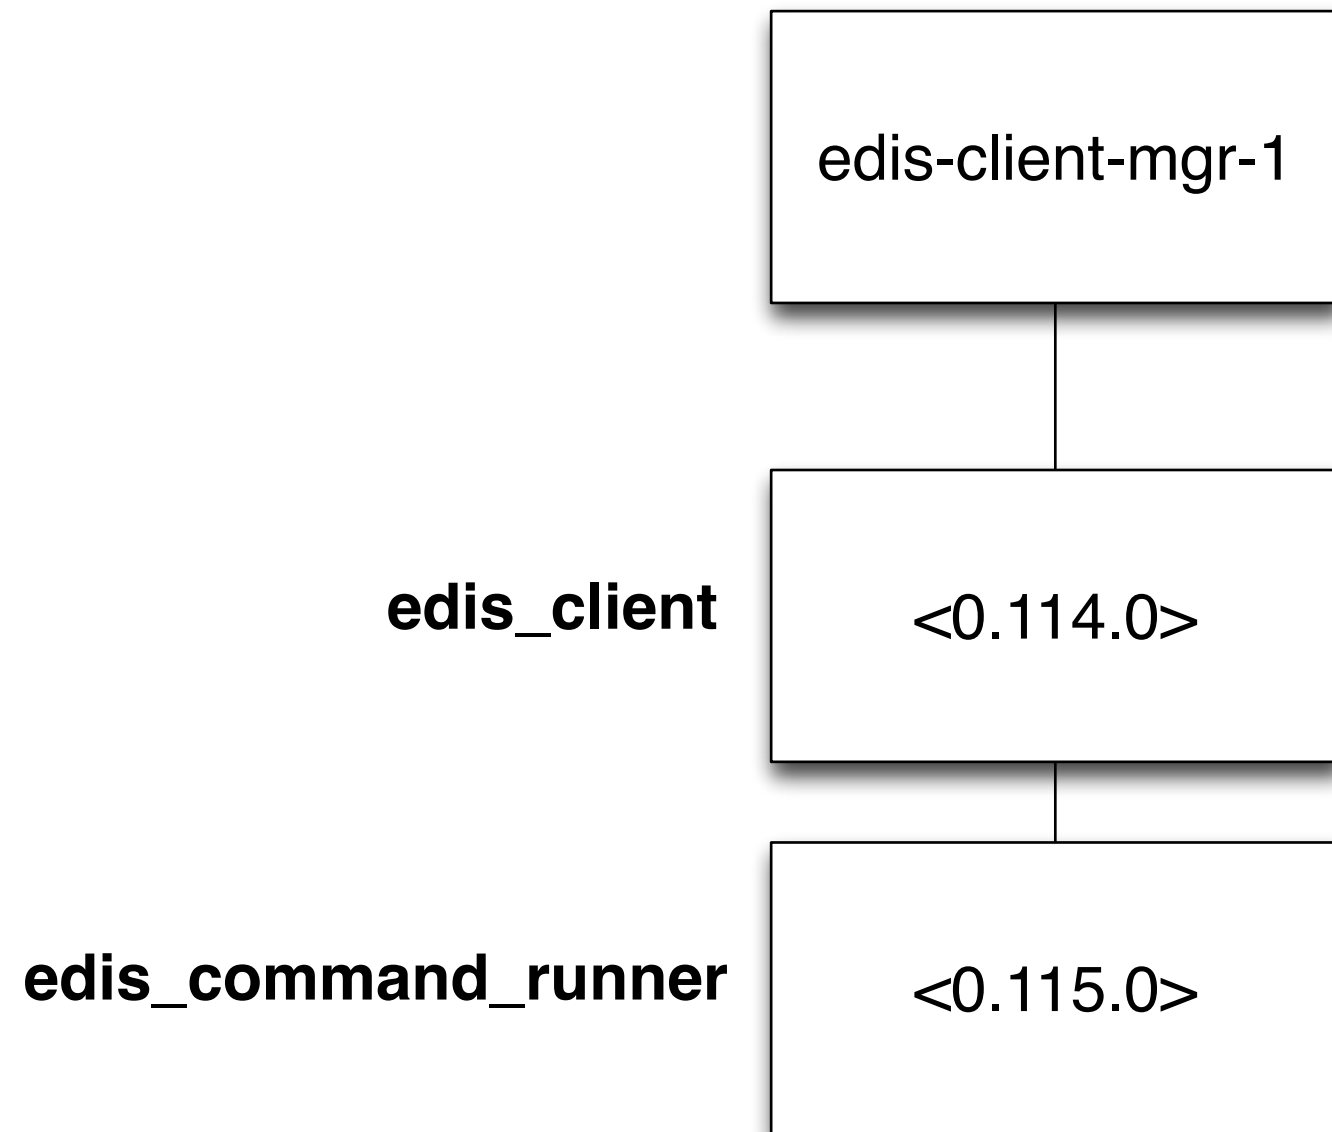 edis-client-mgr-1
edis_client <0.114.0>
edis_command_runner <0.115.0>